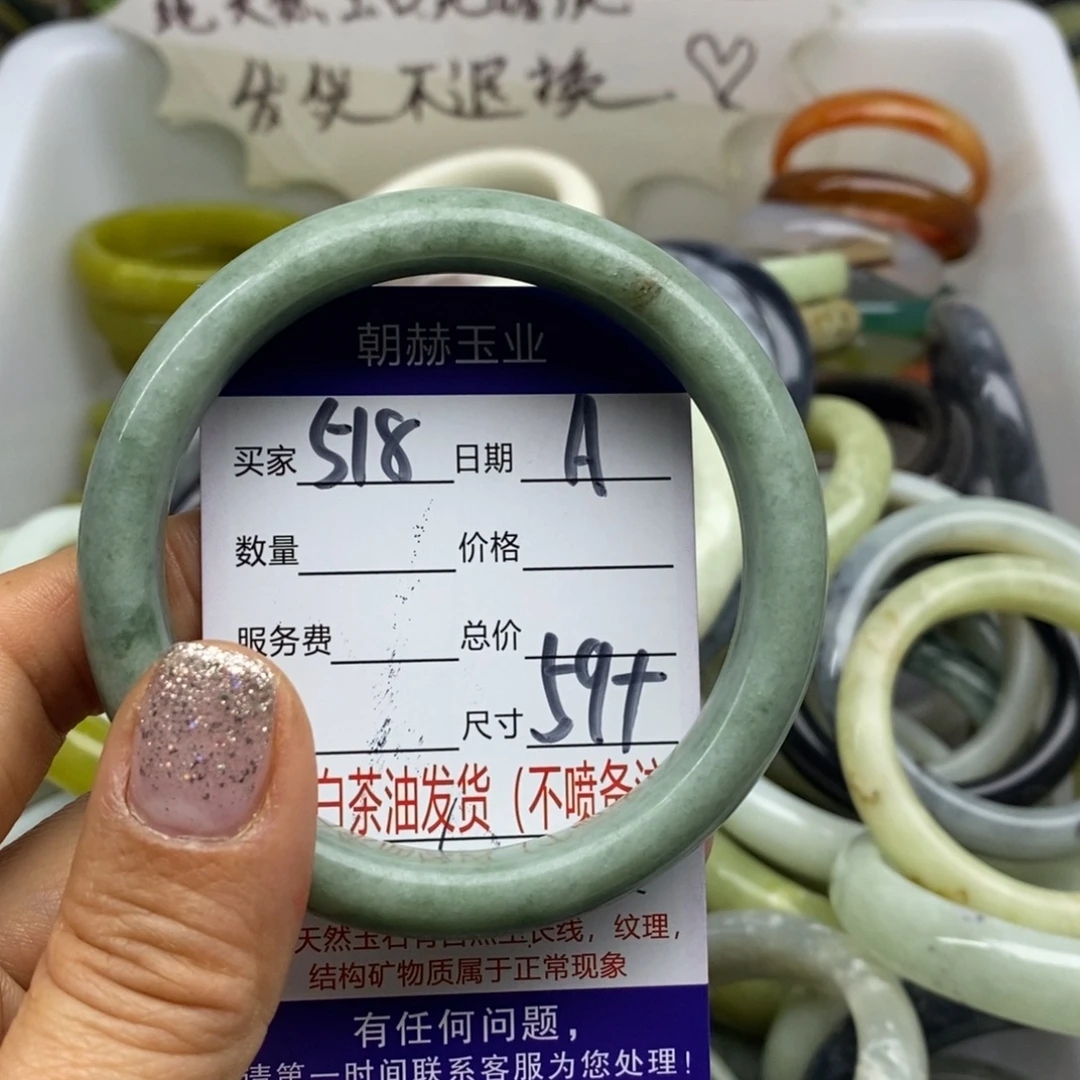 售出不退换
朝赫玉业
买家 518 日期 A
数量 价格
服务费 总价
尺寸 59+
白茶油发货（不喷备注
天然玉石有自然生长线，纹理，
结构矿物质属于正常现象
有任何问题，
请第一时间联系客服为您处理！